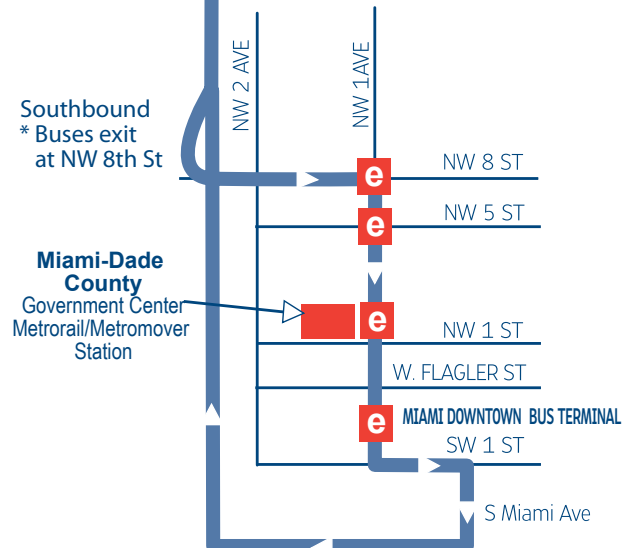 NW 2 AVE
NW 1AVE
Southbound
* Buses exit
at NW 8th St
e
NW 8 ST
e
NW 5 ST
Miami-Dade
County
Government Center
Metrorail/Metromover
Station
e
NW 1 ST
W. FLAGLER ST
e
MIAMI DOWNTOWN BUS TERMINAL
SW 1 ST
S Miami Ave